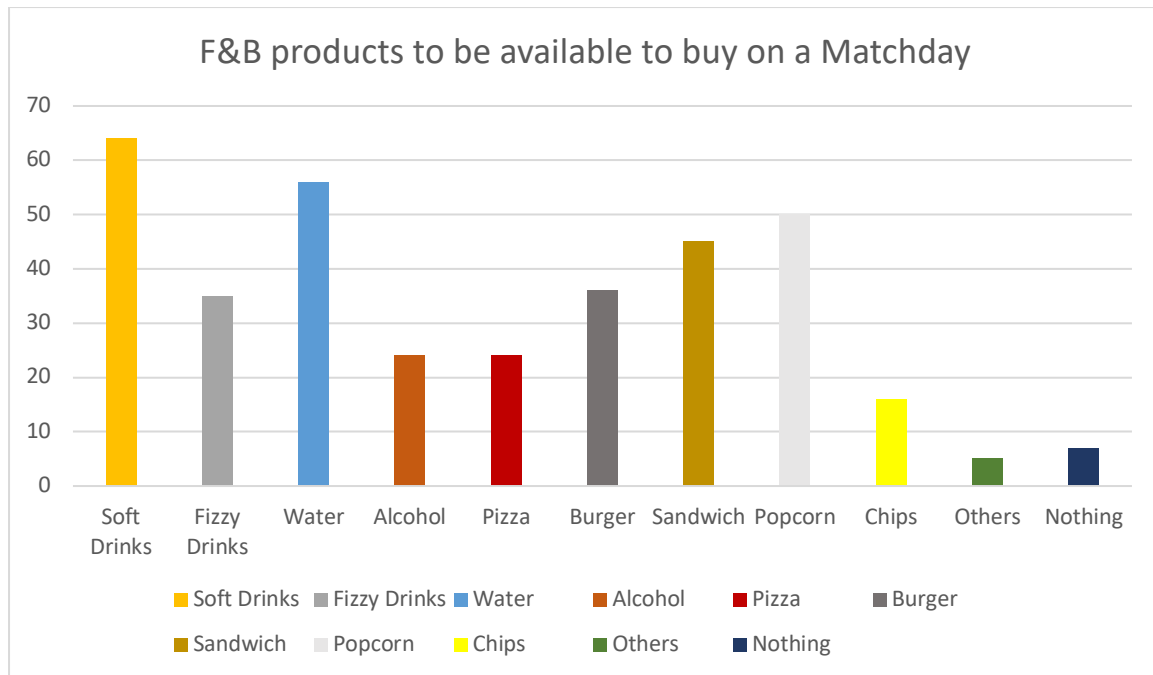 F&B products to be available to buy on a Matchday
70
60
50
40
30
20
10
0
Soft Drinks
Fizzy Drinks
Water
Alcohol
Pizza
Burger
Sandwich
Popcorn
Chips
Others
Nothing
Soft Drinks Fizzy Drinks Water Alcohol Pizza Burger
Sandwich Popcorn Chips Others Nothing